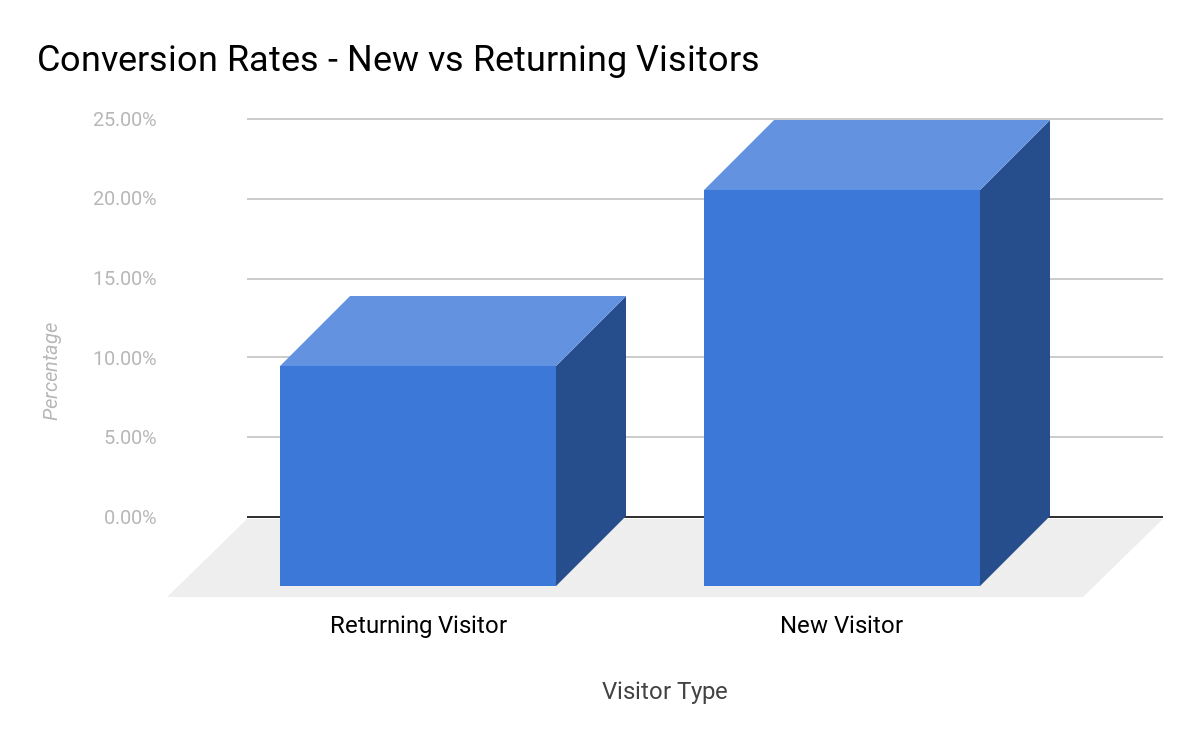 Conversion Rates - New vs Returning Visitors
25.00%
20.00%
15.00%
10.00%
5.00%
0.00%
Percentage
Returning Visitor
New Visitor
Visitor Type